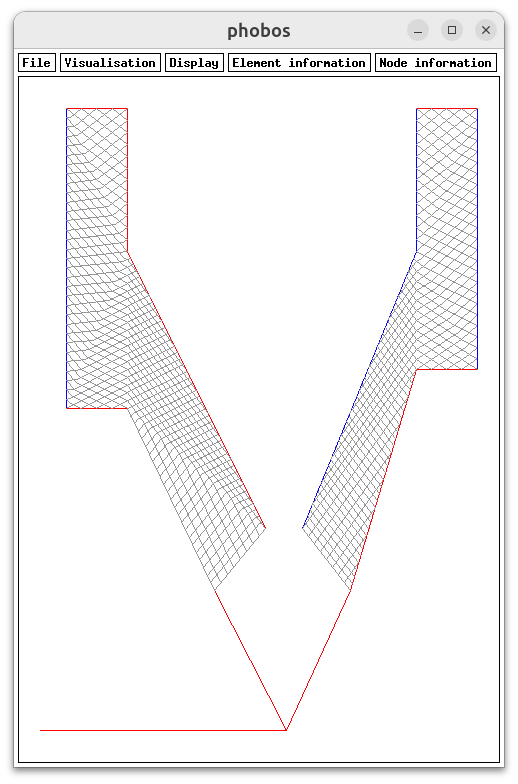 phobos
File Visualisation Display Element information Node information